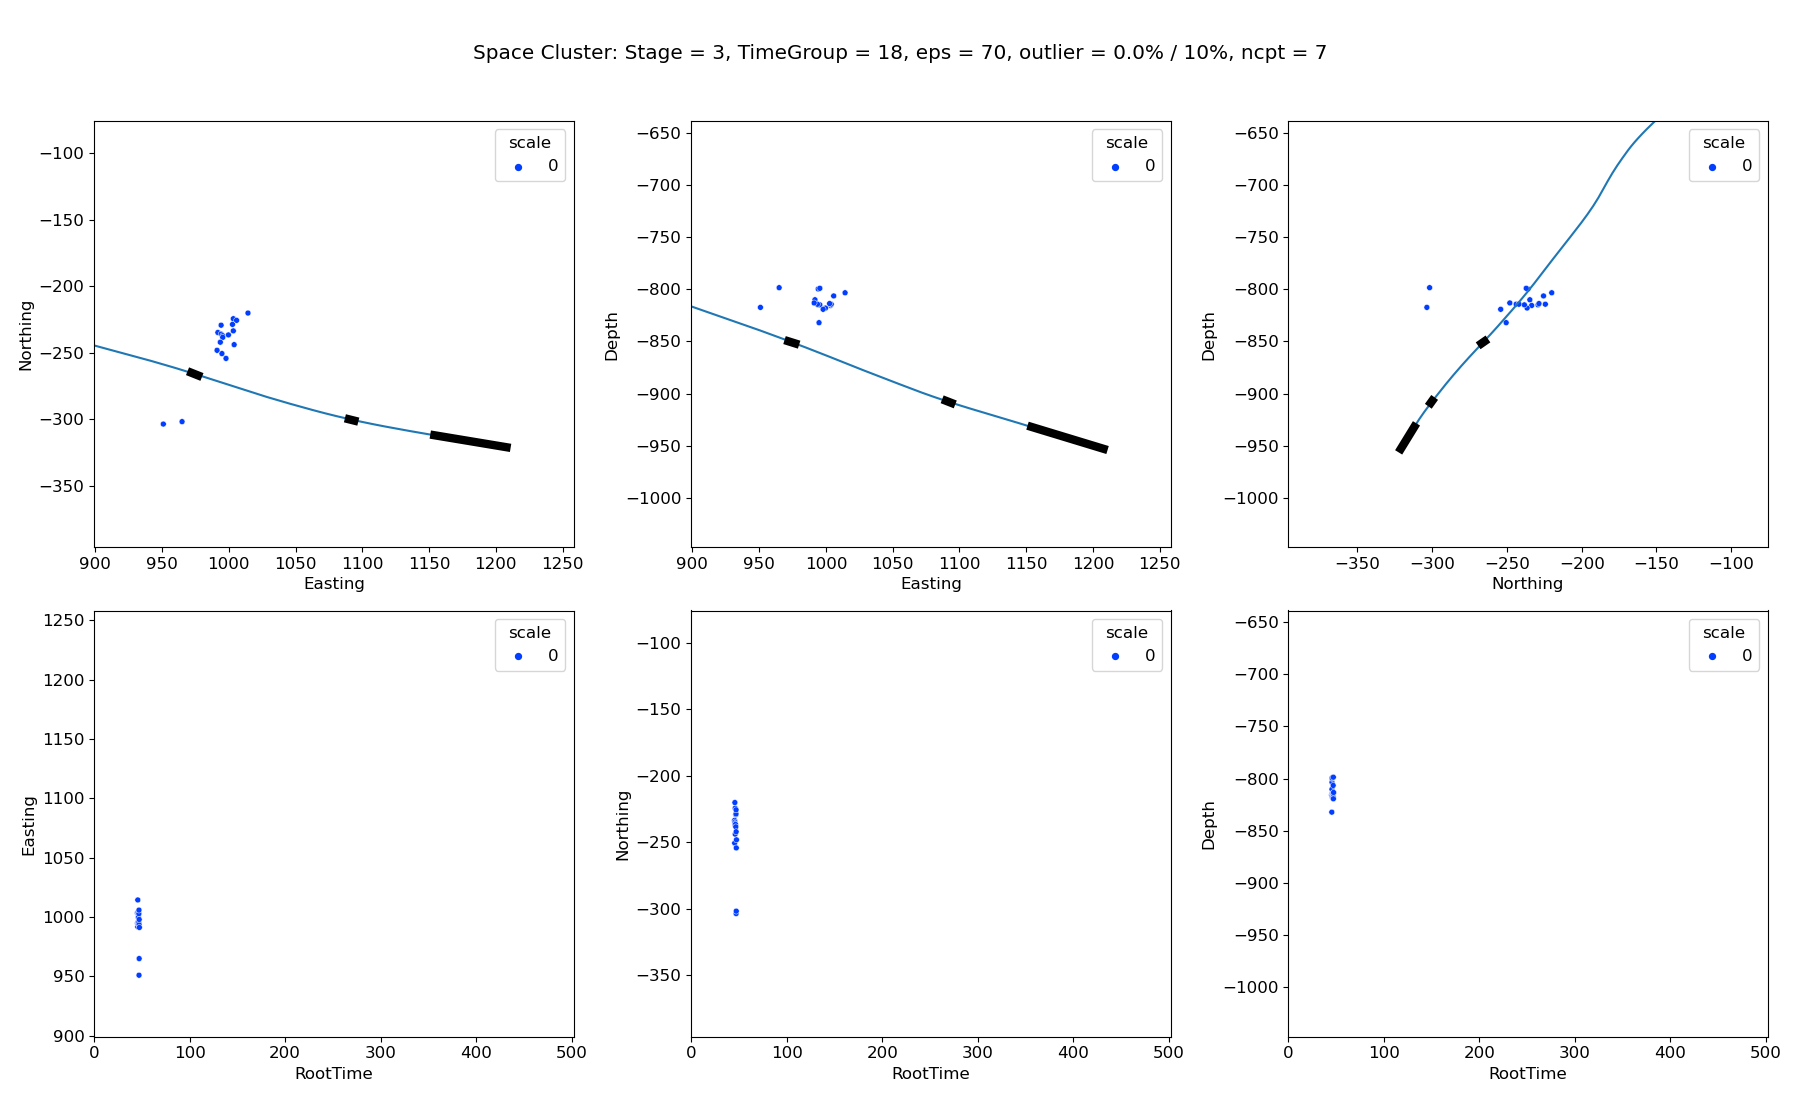 Space Cluster: Stage = 3, TimeGroup = 18, eps = 70, outlier = 0.0% / 10%, ncpt = 7
scale
0
−100
−150
−200
−250
−300
−350
Northing
900 950 1000 1050 1100 1150 1200 1250
Easting
scale
0
−650
−700
−750
−800
−850
−900
−950
−1000
Depth
900 950 1000 1050 1100 1150 1200 1250
Easting
scale
0
−650
−700
−750
−800
−850
−900
−950
−1000
Depth
−350 −300 −250 −200 −150 −100
Northing
scale
0
1250
1200
1150
1100
1050
1000
950
900
Easting
0 100 200 300 400 500
RootTime
scale
0
−100
−150
−200
−250
−300
−350
Northing
0 100 200 300 400 500
RootTime
scale
0
−650
−700
−750
−800
−850
−900
−950
−1000
Depth
0 100 200 300 400 500
RootTime